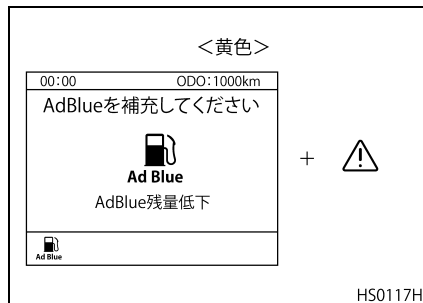 ＜黄色＞
00:00 ODO:1000km
AdBlueを補充してください
Ad Blue
+
AdBlue残量低下
Ad Blue
HS0117H